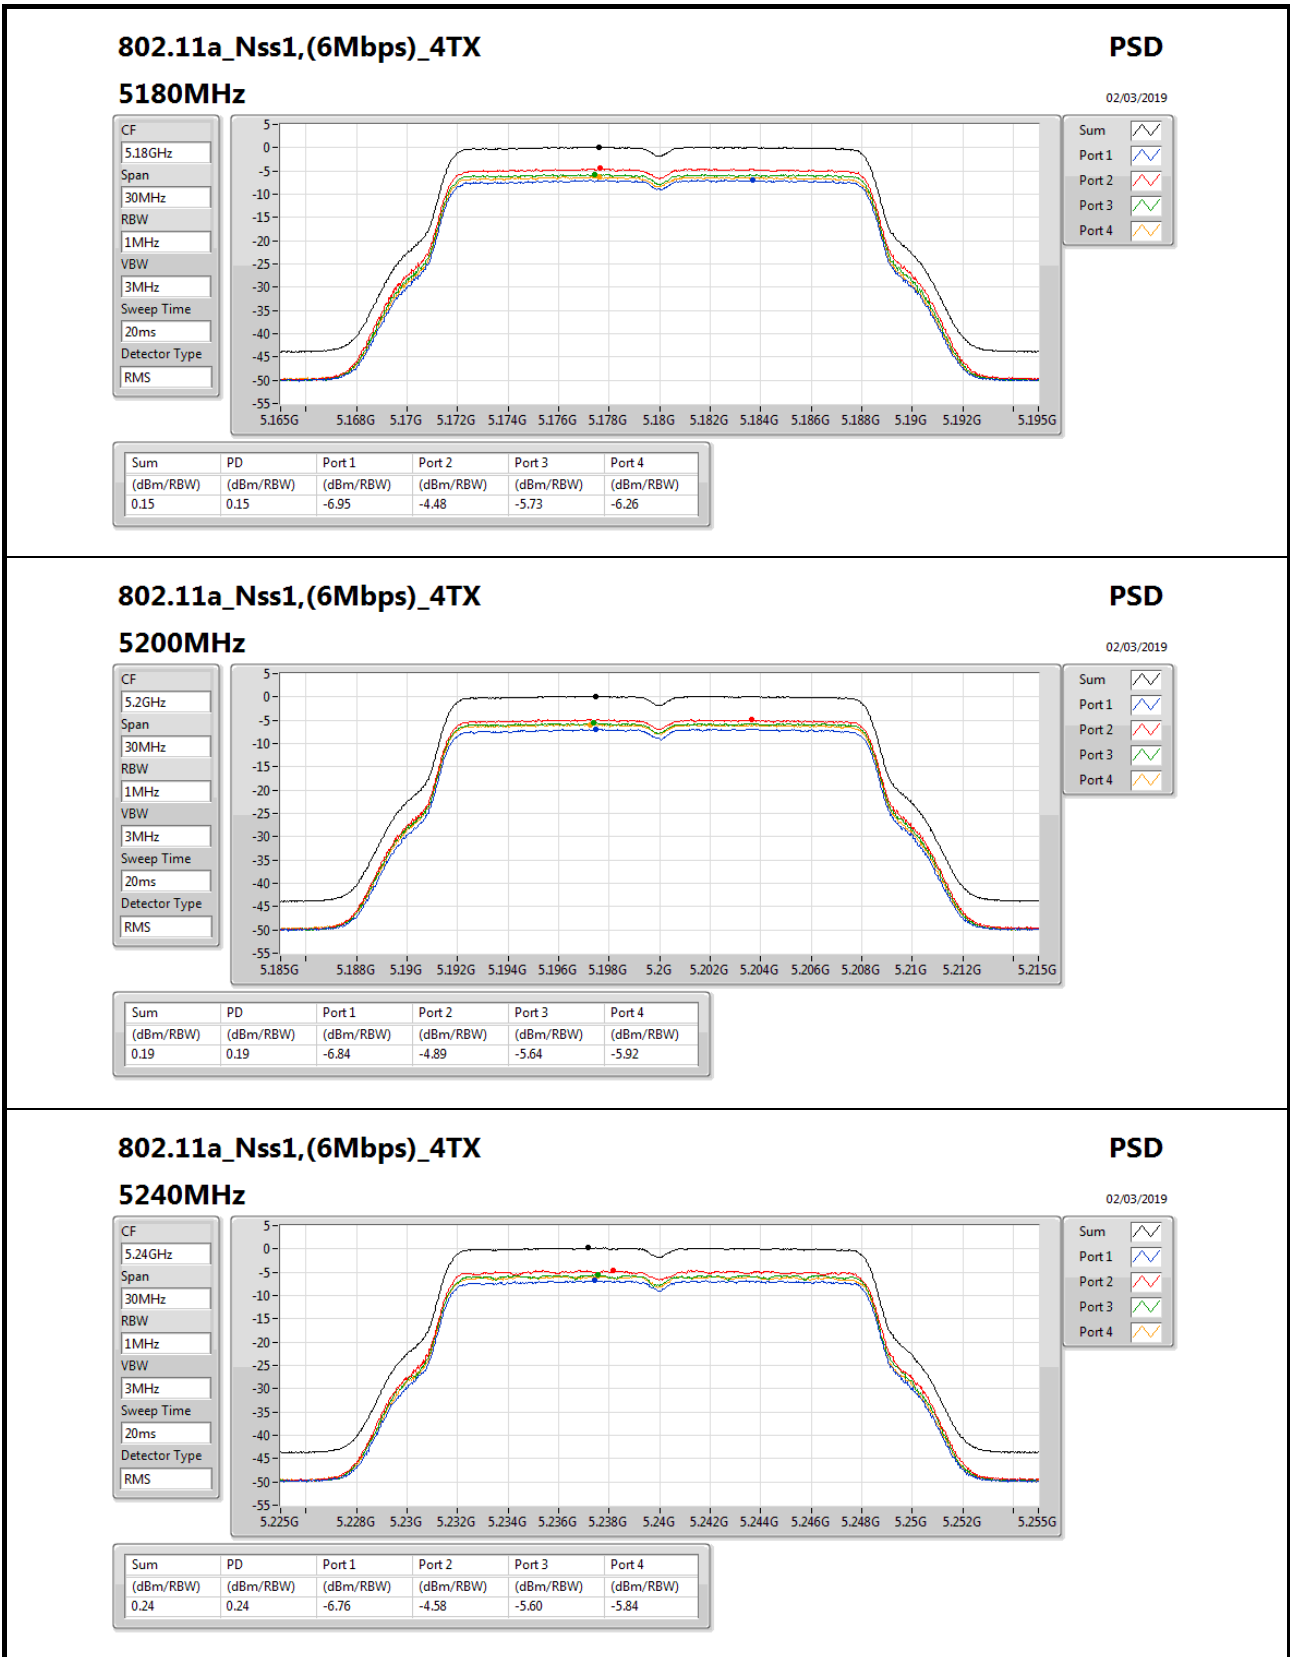 802.11a_Nss1,(6Mbps)_4TX PSD
5180MHz 02/03/2019
CF
5.18GHz
Span
30MHz
RBW
1MHz
VBW
3MHz
Sweep Time
20ms
Detector Type
RMS
5
0
-5
-10
-15
-20
-25
-30
-35
-40
-45
-50
-55
5.165G 5.168G 5.17G 5.172G 5.174G 5.176G 5.178G 5.18G 5.182G 5.184G 5.186G 5.188G 5.19G 5.192G 5.195G
Sum
Port 1
Port 2
Port 3
Port 4
Sum PD Port 1 Port 2 Port 3 Port 4
(dBm/RBW) (dBm/RBW) (dBm/RBW) (dBm/RBW) (dBm/RBW) (dBm/RBW)
0.15 0.15 -6.95 -4.48 -5.73 -6.26
802.11a_Nss1,(6Mbps)_4TX PSD
5200MHz 02/03/2019
CF
5.2GHz
Span
30MHz
RBW
1MHz
VBW
3MHz
Sweep Time
20ms
Detector Type
RMS
5
0
-5
-10
-15
-20
-25
-30
-35
-40
-45
-50
-55
5.185G 5.188G 5.19G 5.192G 5.194G 5.196G 5.198G 5.2G 5.202G 5.204G 5.206G 5.208G 5.21G 5.212G 5.215G
Sum
Port 1
Port 2
Port 3
Port 4
Sum PD Port 1 Port 2 Port 3 Port 4
(dBm/RBW) (dBm/RBW) (dBm/RBW) (dBm/RBW) (dBm/RBW) (dBm/RBW)
0.19 0.19 -6.84 -4.89 -5.64 -5.92
802.11a_Nss1,(6Mbps)_4TX PSD
5240MHz 02/03/2019
CF
5.24GHz
Span
30MHz
RBW
1MHz
VBW
3MHz
Sweep Time
20ms
Detector Type
RMS
5
0
-5
-10
-15
-20
-25
-30
-35
-40
-45
-50
-55
5.225G 5.228G 5.23G 5.232G 5.234G 5.236G 5.238G 5.24G 5.242G 5.244G 5.246G 5.248G 5.25G 5.252G 5.255G
Sum
Port 1
Port 2
Port 3
Port 4
Sum PD Port 1 Port 2 Port 3 Port 4
(dBm/RBW) (dBm/RBW) (dBm/RBW) (dBm/RBW) (dBm/RBW) (dBm/RBW)
0.24 0.24 -6.76 -4.58 -5.60 -5.84